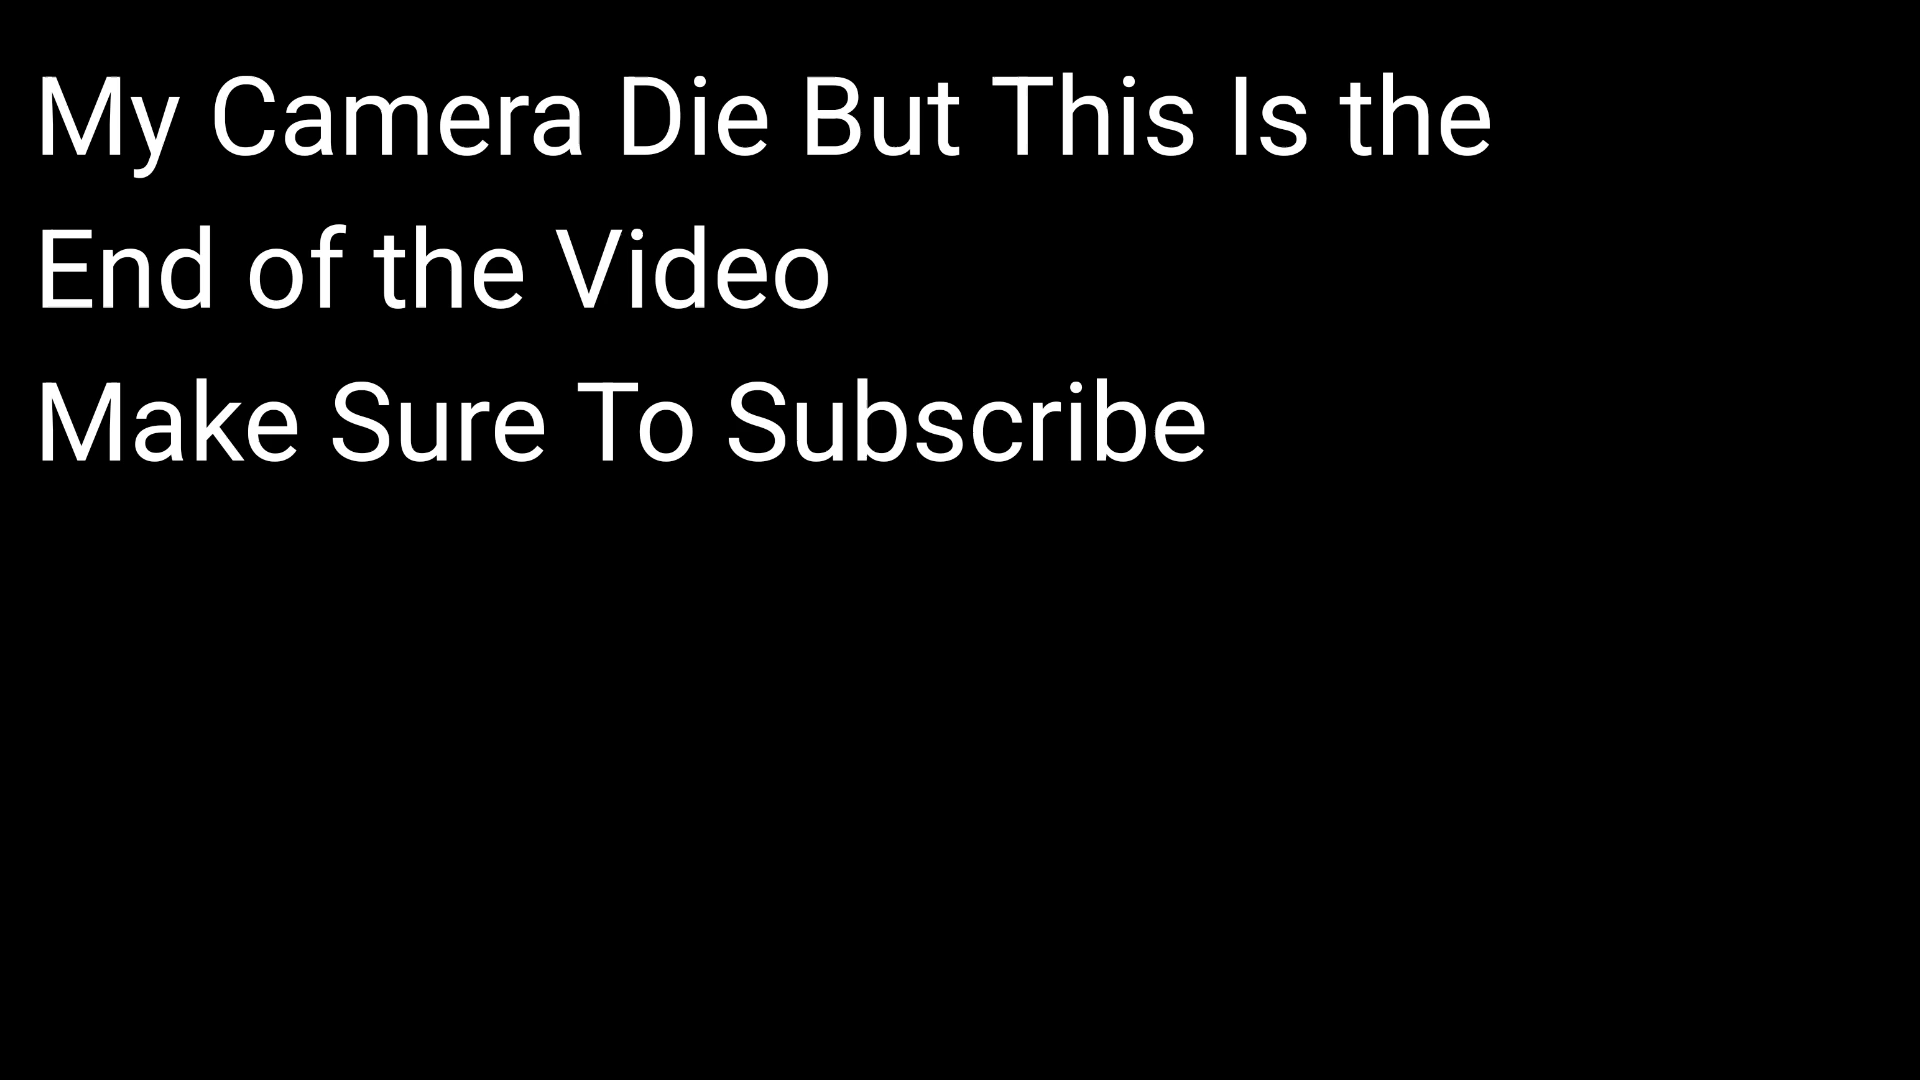 My Camera Die But This Is the
End of the Video
Make Sure To Subscribe